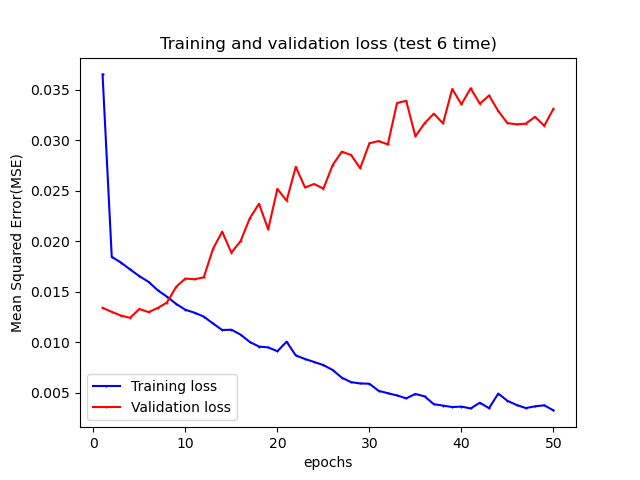 Training and validation loss (test 6 time)
Mean Squared Error(MSE)
0.035
0.030
0.025
0.020
0.015
0.010
0.005
Training loss
Validation loss
0 10 20 30 40 50
epochs